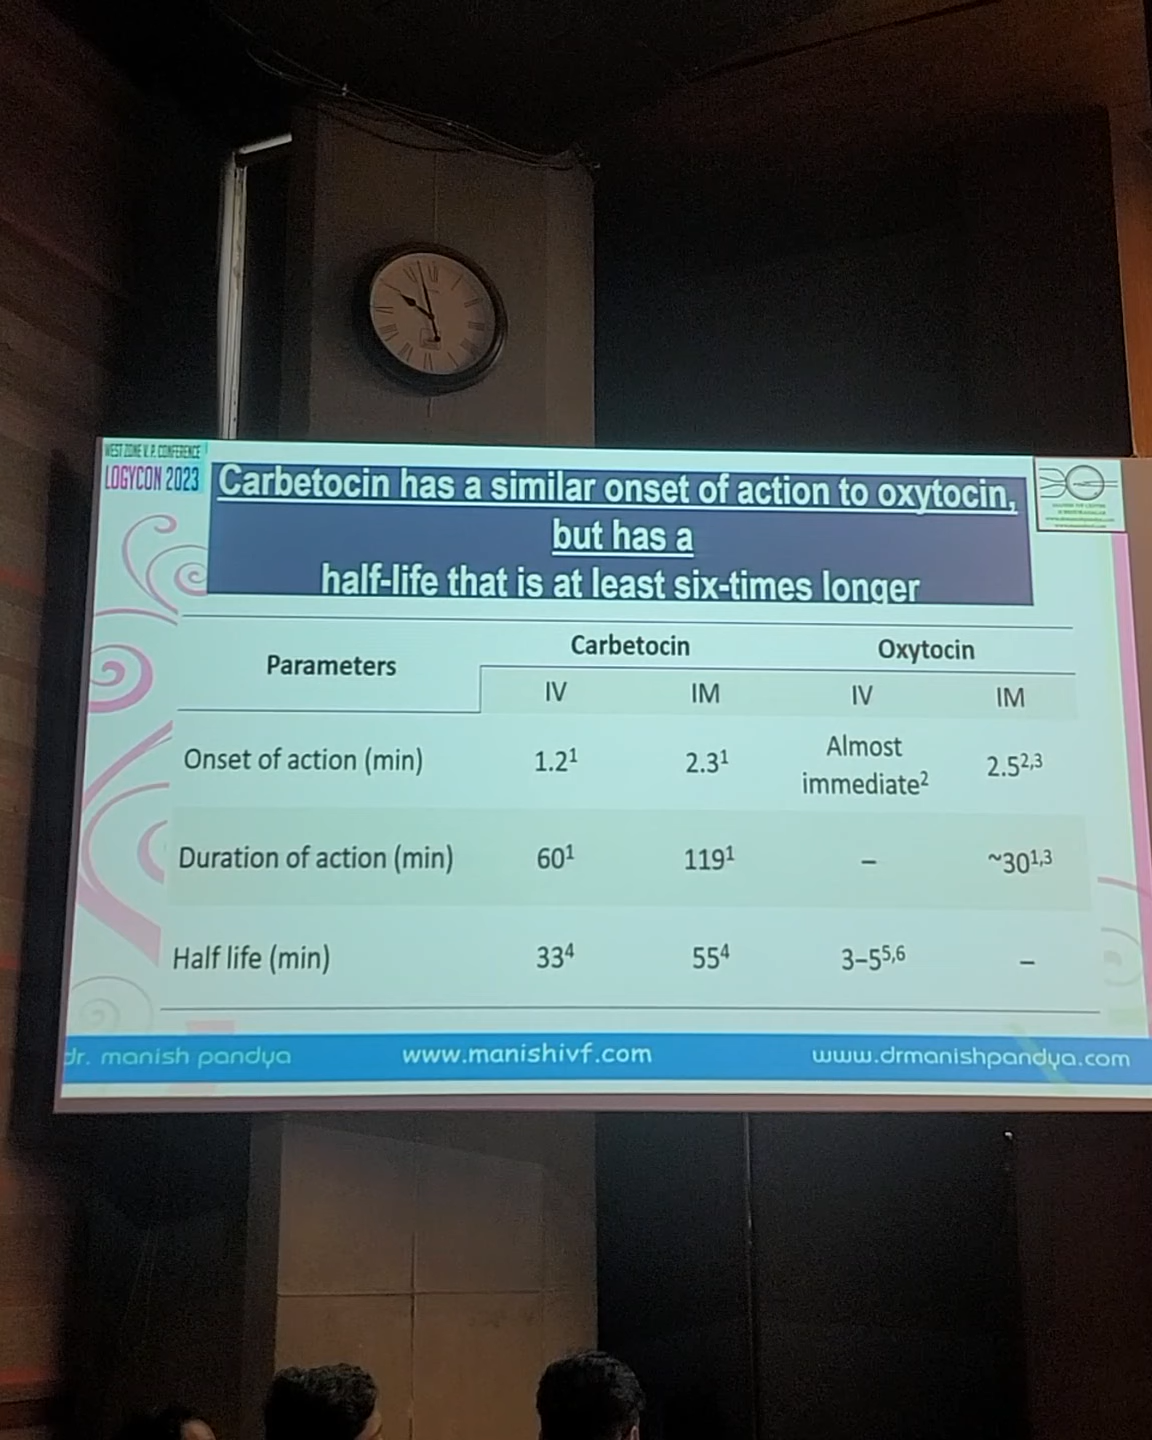 WEST ZONE V. P. CONFERENCE
LOGYCON 2023
Carbetocin has a similar onset of action to oxytocin,
but has a
half-life that is at least six-times longer
Parameters Carbetocin Oxytocin
IV IM IV IM
Onset of action (min) 1.2¹ 2.3¹ Almost immediate² 2.5²,³
Duration of action (min) 60¹ 119¹ – ~30¹,³
Half life (min) 33⁴ 55⁴ 3–5⁵,⁶ –
dr. manish pandya www.manishivf.com www.drmanishpandya.com